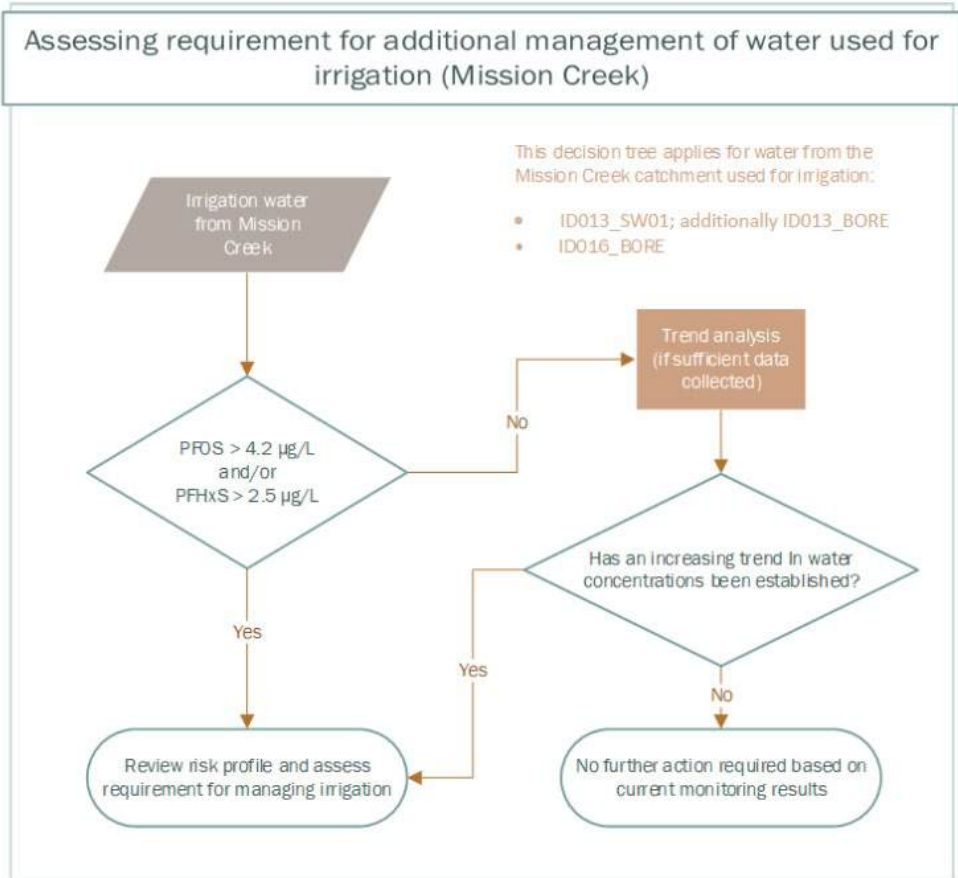 Assessing requirement for additional management of water used for
irrigation (Mission Creek)
This decision tree applies for water from the
Mission Creek catchment used for irrigation:
• ID013_SW01; additionally ID013_BORE
• ID016_BORE
Irrigation water
from Mission
Creek
Trend analysis
(if sufficient data
collected)
No
PFOS > 4.2 µg/L
and/or
PFHxS > 2.5 µg/L
Has an increasing trend In water
concentrations been established?
Yes
Yes
No
Review risk profile and assess
requirement for managing irrigation
No further action required based on
current monitoring results